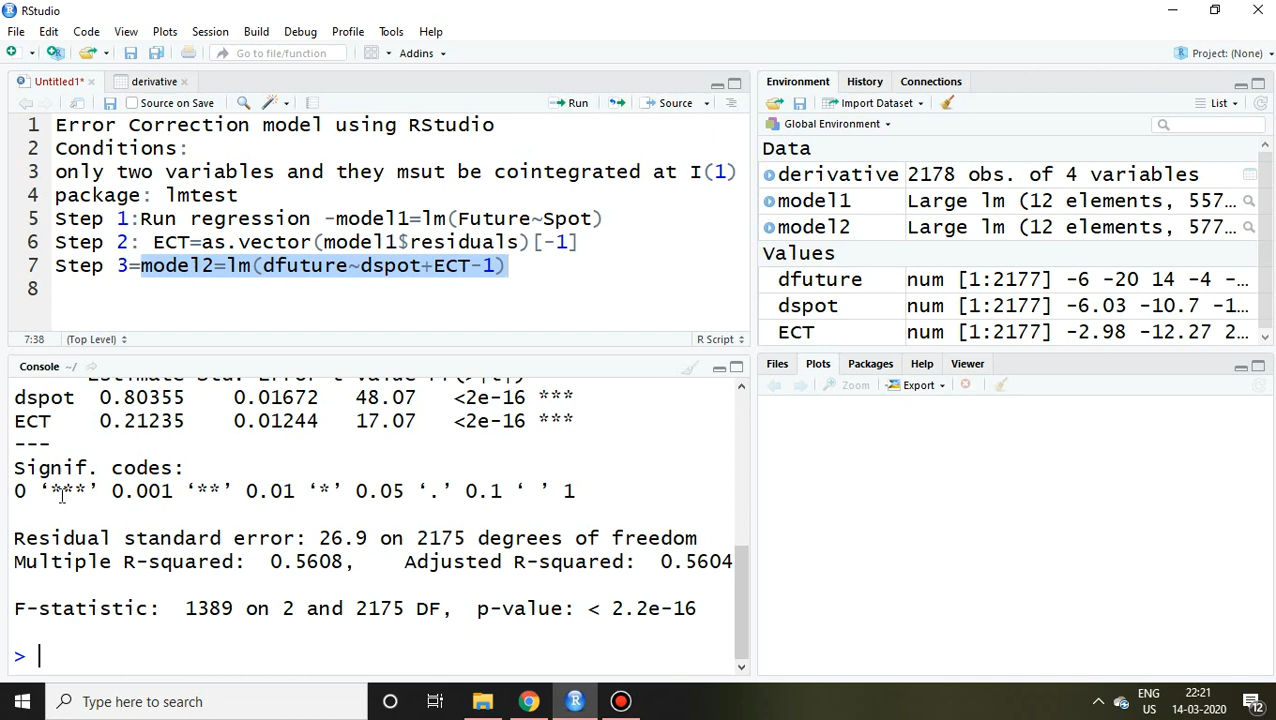 RStudio
File Edit Code View Plots Session Build Debug Profile Tools Help
Go to file/function Addins Project: (None)
Untitled1* derivative
Source on Save Run Source
1 Error Correction model using RStudio
2 Conditions:
3 only two variables and they msut be cointegrated at I(1)
4 package: lmtest
5 Step 1:Run regression -model1=lm(Future~Spot)
6 Step 2: ECT=as.vector(model1$residuals)[-1]
7 Step 3=model2=lm(dfuture~dspot+ECT-1)
8
7:38 (Top Level) R Script
Console ~/
Estimate Std. Error t value Pr(>|t|)
dspot 0.80355 0.01672 48.07 <2e-16 ***
ECT 0.21235 0.01244 17.07 <2e-16 ***
---
Signif. codes:
0 ‘***’ 0.001 ‘**’ 0.01 ‘*’ 0.05 ‘.’ 0.1 ‘ ’ 1
Residual standard error: 26.9 on 2175 degrees of freedom
Multiple R-squared: 0.5608, Adjusted R-squared: 0.5604
F-statistic: 1389 on 2 and 2175 DF, p-value: < 2.2e-16
>
Environment History Connections
Import Dataset List
Global Environment
Data
derivative 2178 obs. of 4 variables
model1 Large lm (12 elements, 557…
model2 Large lm (12 elements, 577…
Values
dfuture num [1:2177] -6 -20 14 -4 -…
dspot num [1:2177] -6.03 -10.7 -1…
ECT num [1:2177] -2.98 -12.27 2…
Files Plots Packages Help Viewer
Zoom Export
Type here to search
R
ENG
US
22:21
14-03-2020
12